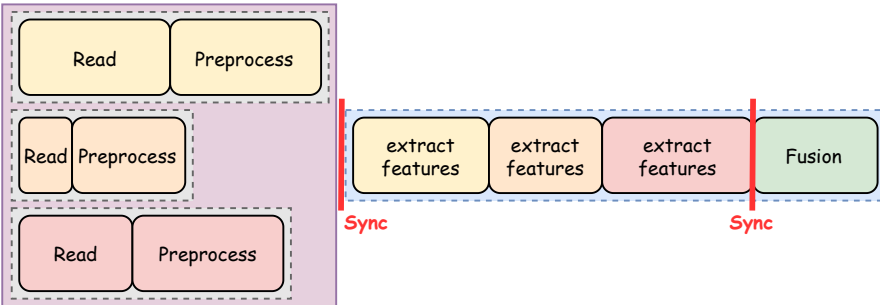 Read Preprocess
Read Preprocess
Read Preprocess
extract
features
extract
features
extract
features
Fusion
Sync
Sync